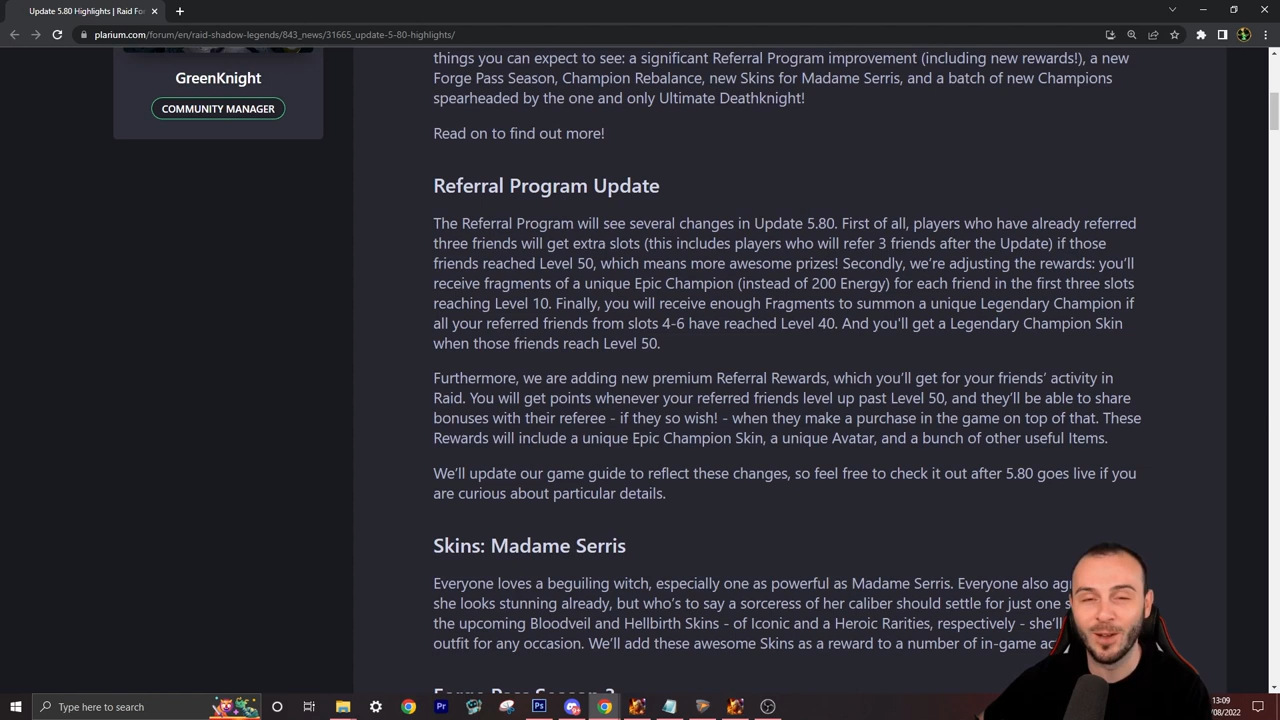 Update 5.80 Highlights | Raid For
plarium.com/forum/en/raid-shadow-legends/843_news/31665_update-5-80-highlights/
GreenKnight
COMMUNITY MANAGER
things you can expect to see: a significant Referral Program improvement (including new rewards!), a new
Forge Pass Season, Champion Rebalance, new Skins for Madame Serris, and a batch of new Champions
spearheaded by the one and only Ultimate Deathknight!
Read on to find out more!
Referral Program Update
The Referral Program will see several changes in Update 5.80. First of all, players who have already referred
three friends will get extra slots (this includes players who will refer 3 friends after the Update) if those
friends reached Level 50, which means more awesome prizes! Secondly, we're adjusting the rewards: you'll
receive fragments of a unique Epic Champion (instead of 200 Energy) for each friend in the first three slots
reaching Level 10. Finally, you will receive enough Fragments to summon a unique Legendary Champion if
all your referred friends from slots 4-6 have reached Level 40. And you'll get a Legendary Champion Skin
when those friends reach Level 50.
Furthermore, we are adding new premium Referral Rewards, which you'll get for your friends' activity in
Raid. You will get points whenever your referred friends level up past Level 50, and they'll be able to share
bonuses with their referee - if they so wish! - when they make a purchase in the game on top of that. These
Rewards will include a unique Epic Champion Skin, a unique Avatar, and a bunch of other useful Items.
We'll update our game guide to reflect these changes, so feel free to check it out after 5.80 goes live if you
are curious about particular details.
Skins: Madame Serris
Everyone loves a beguiling witch, especially one as powerful as Madame Serris. Everyone also ag
she looks stunning already, but who's to say a sorceress of her caliber should settle for just one s
the upcoming Bloodveil and Hellbirth Skins - of Iconic and a Heroic Rarities, respectively - she'll
outfit for any occasion. We'll add these awesome Skins as a reward to a number of in-game ac
Forge Pass Season 2
Type here to search
13:09
/08/2022